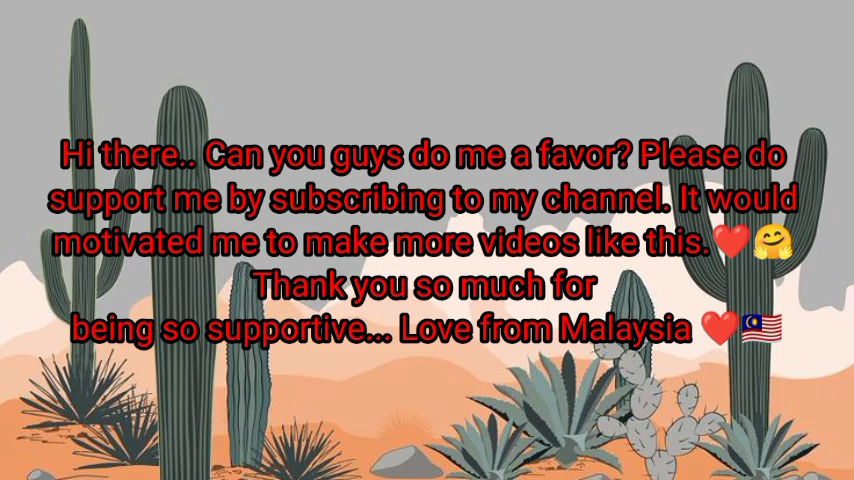 Hi there.. Can you guys do me a favor? Please do
support me by subscribing to my channel. It would
motivated me to make more videos like this.❤️🤗
Thank you so much for
being so supportive... Love from Malaysia ❤️🇲🇾